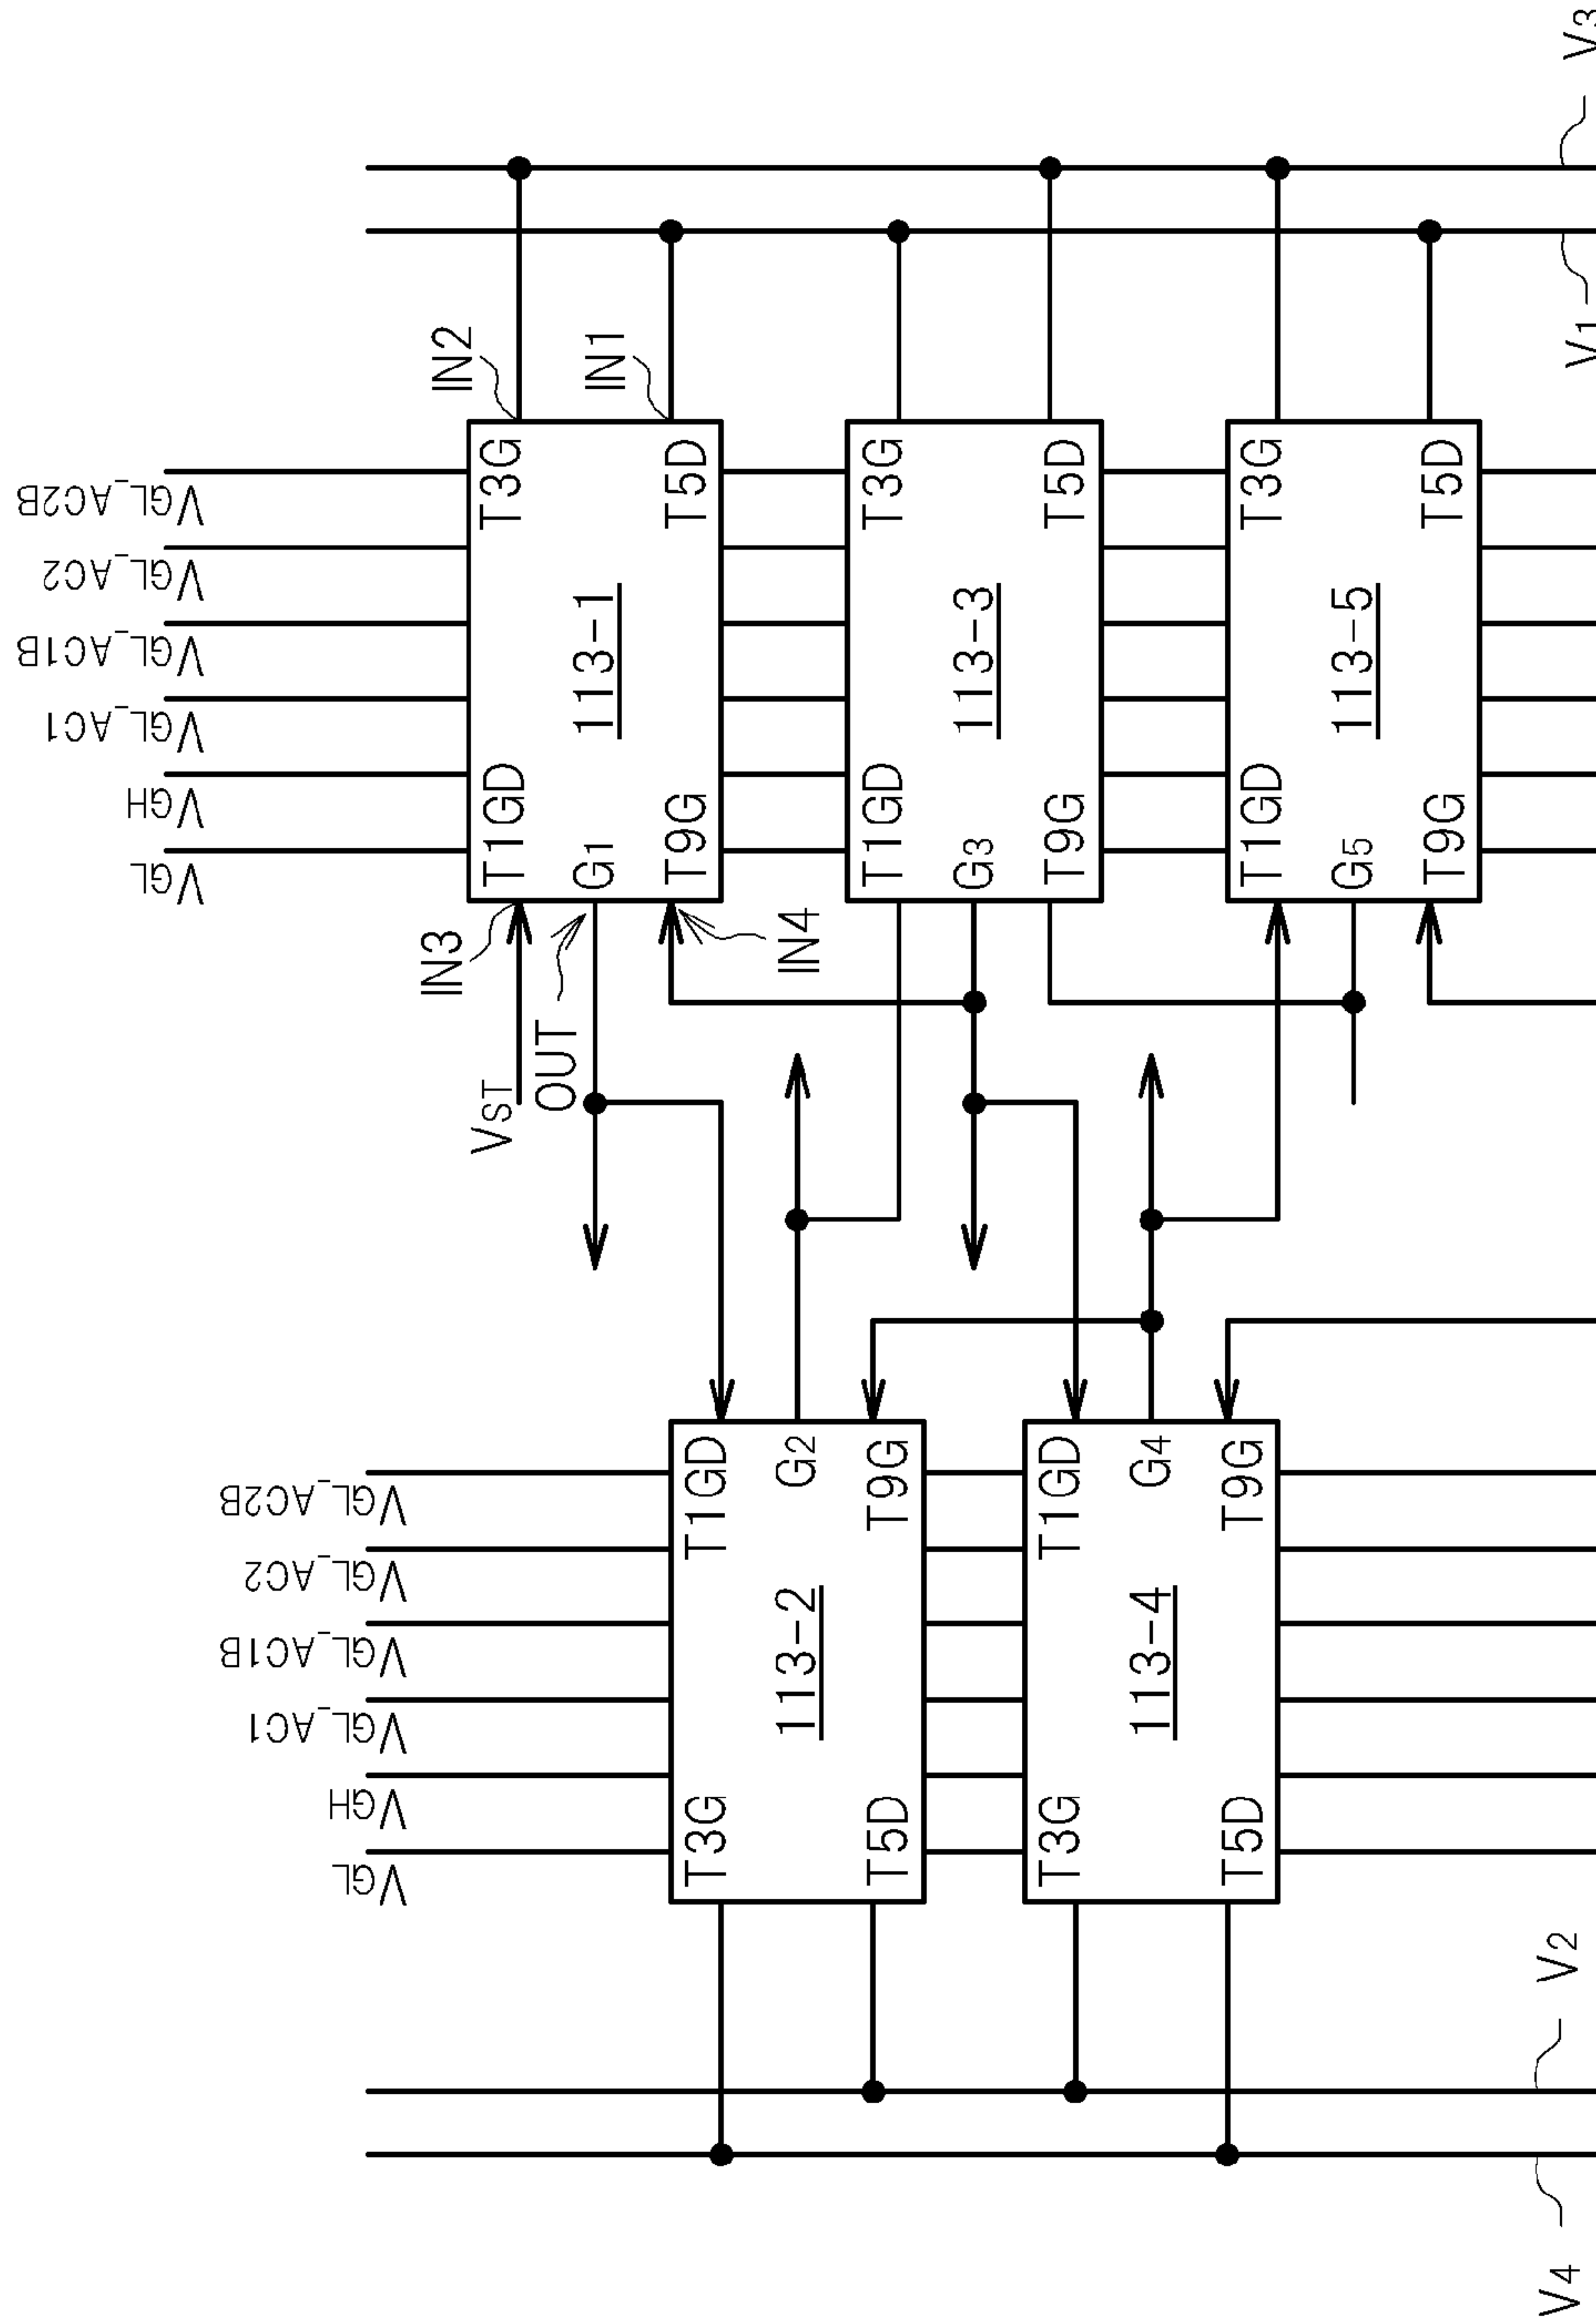 V3
V1
IN2
IN1
VGL_AC2B
VGL_AC2
VGL_AC1B
VGL_AC1
VGH
VGL
T3G
T5D
113-1
T1GD
G1
T9G
T3G
T5D
113-3
T1GD
G3
T9G
T3G
T5D
113-5
T1GD
G5
T9G
IN3
IN4
VST
OUT
VGL_AC2B
VGL_AC2
VGL_AC1B
VGL_AC1
VGH
VGL
T1GD
G2
T9G
113-2
T3G
T5D
T1GD
G4
T9G
113-4
T3G
T5D
V2
V4